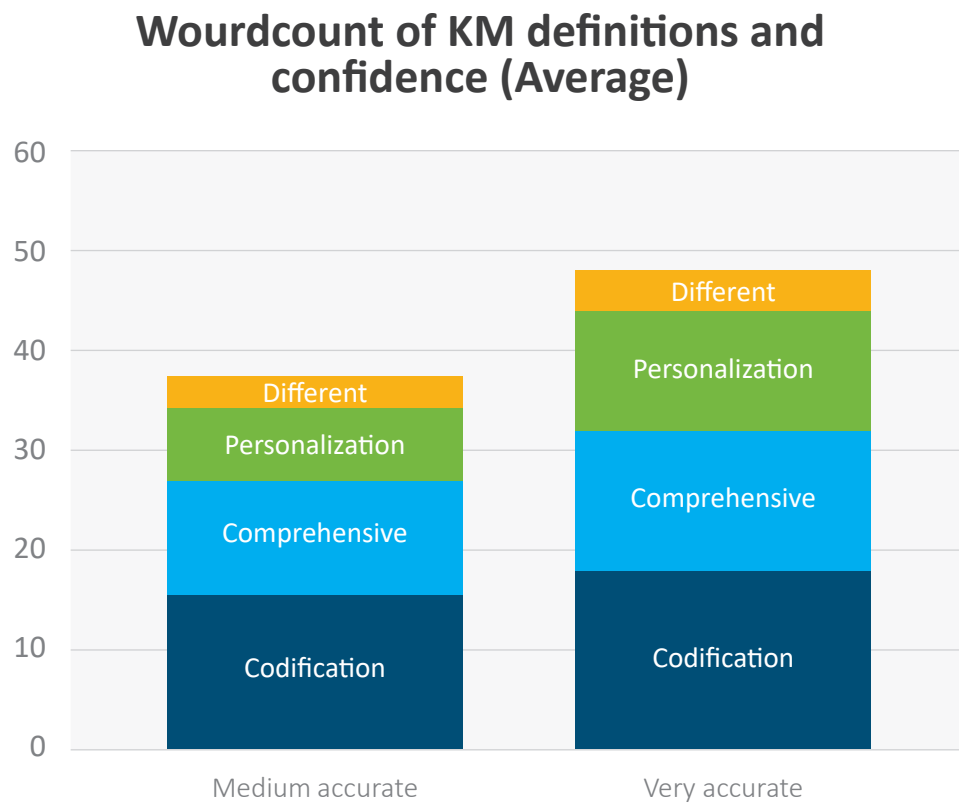 Wourdcount of KM definitions and
confidence (Average)
60
50
40
30
20
10
0
Different
Personalization
Comprehensive
Codification
Different
Personalization
Comprehensive
Codification
Medium accurate
Very accurate